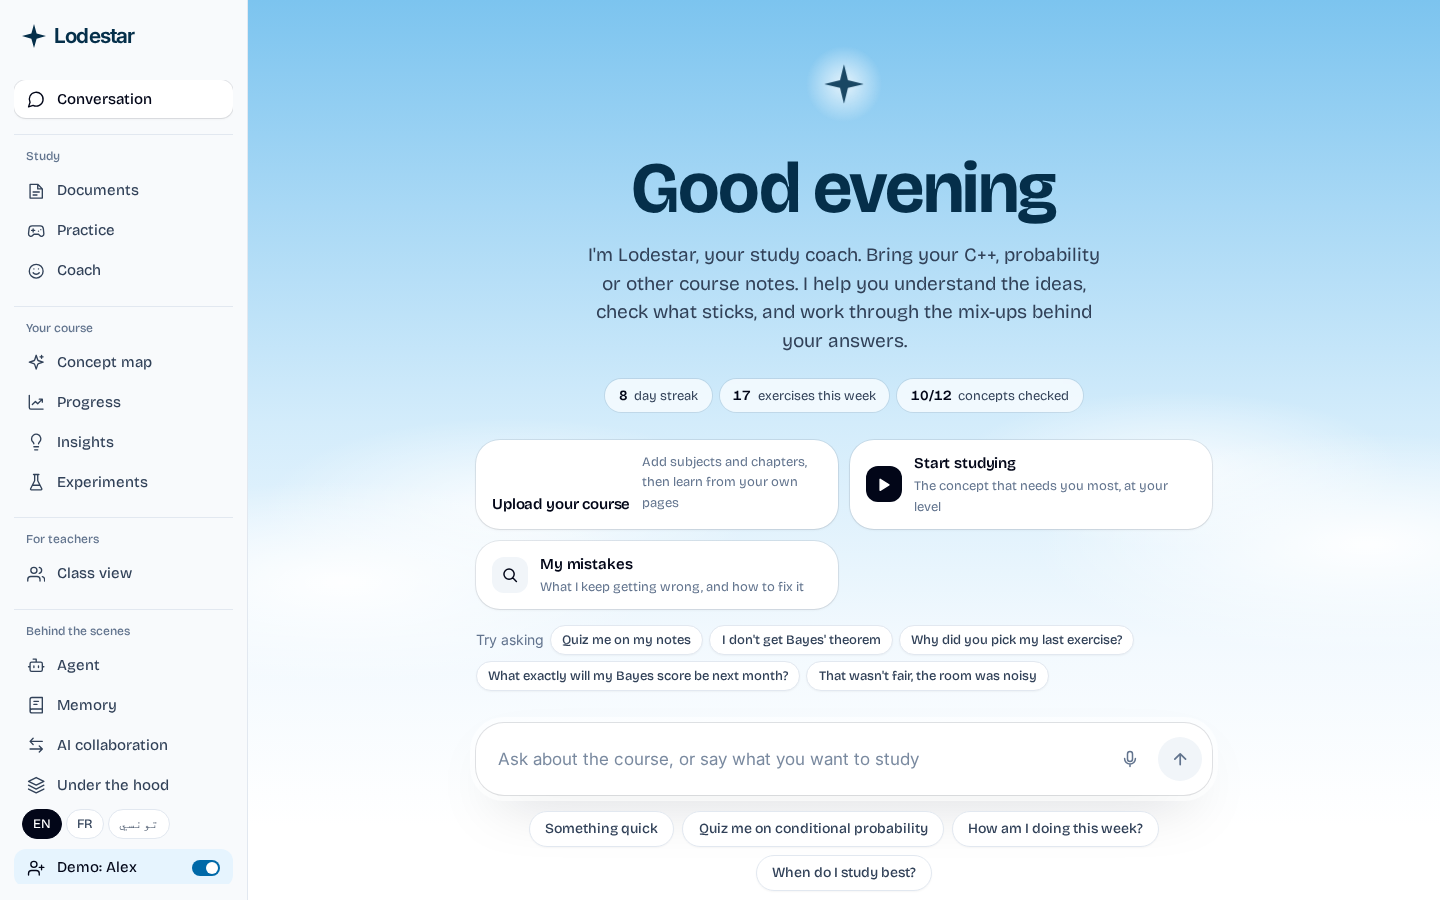 Lodestar
Conversation
Study
Documents
Practice
Coach
Your course
Concept map
Progress
Insights
Experiments
For teachers
Class view
Behind the scenes
Agent
Memory
AI collaboration
Under the hood
EN FR تونسي
Demo: Alex
Good evening
I'm Lodestar, your study coach. Bring your C++, probability
or other course notes. I help you understand the ideas,
check what sticks, and work through the mix-ups behind
your answers.
8 day streak 17 exercises this week 10/12 concepts checked
Upload your course
Add subjects and chapters,
then learn from your own
pages
Start studying
The concept that needs you most, at your
level
My mistakes
What I keep getting wrong, and how to fix it
Try asking Quiz me on my notes I don't get Bayes' theorem Why did you pick my last exercise?
What exactly will my Bayes score be next month? That wasn't fair, the room was noisy
Ask about the course, or say what you want to study
Something quick Quiz me on conditional probability How am I doing this week?
When do I study best?